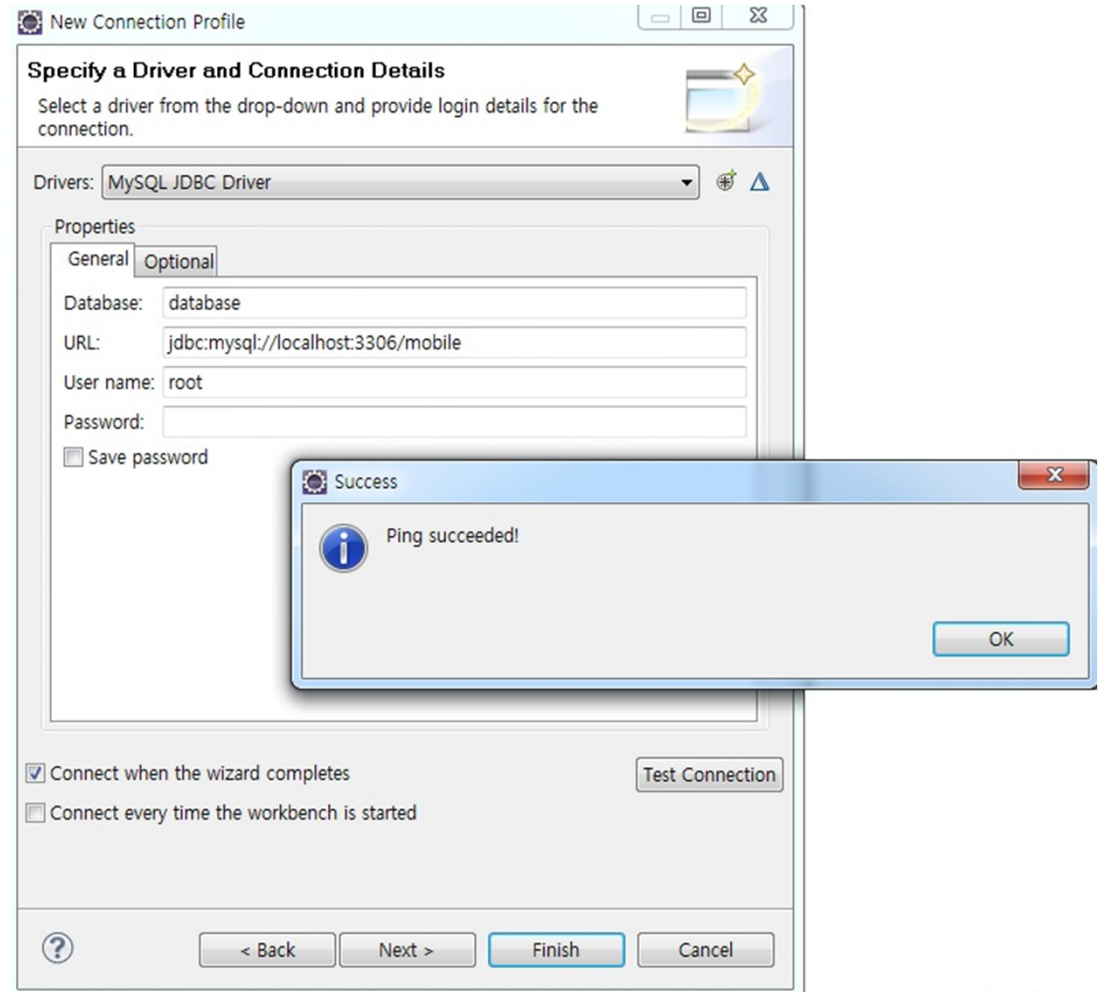 New Connection Profile
Specify a Driver and Connection Details
Select a driver from the drop-down and provide login details for the
connection.
Drivers: MySQL JDBC Driver
Properties
General Optional
Database: database
URL: jdbc:mysql://localhost:3306/mobile
User name: root
Password:
Save password
Success
Ping succeeded!
OK
Connect when the wizard completes
Test Connection
Connect every time the workbench is started
? < Back Next > Finish Cancel